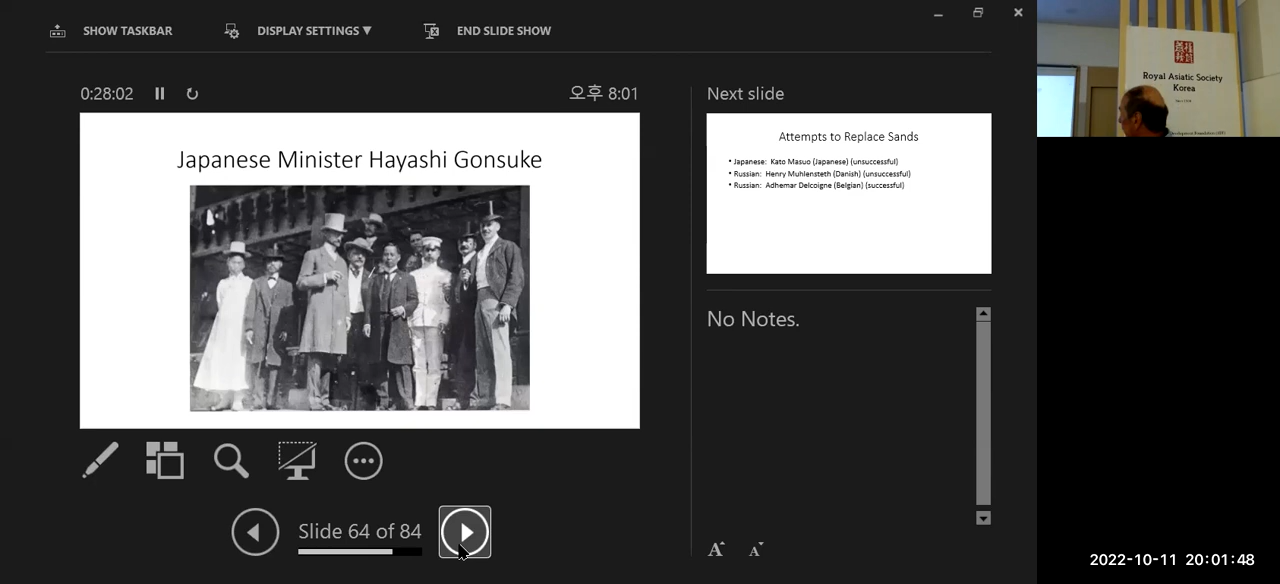 SHOW TASKBAR
DISPLAY SETTINGS ▼
END SLIDE SHOW
0:28:02
오후 8:01
Japanese Minister Hayashi Gonsuke
Slide 64 of 84
Next slide
Attempts to Replace Sands
• Japanese: Kato Masuo (Japanese) (unsuccessful)
• Russian: Henry Muhlensteth (Danish) (unsuccessful)
• Russian: Adhemar Delcoigne (Belgian) (successful)
No Notes.
A A
Royal Asiatic Society
Korea
2022-10-11 20:01:48